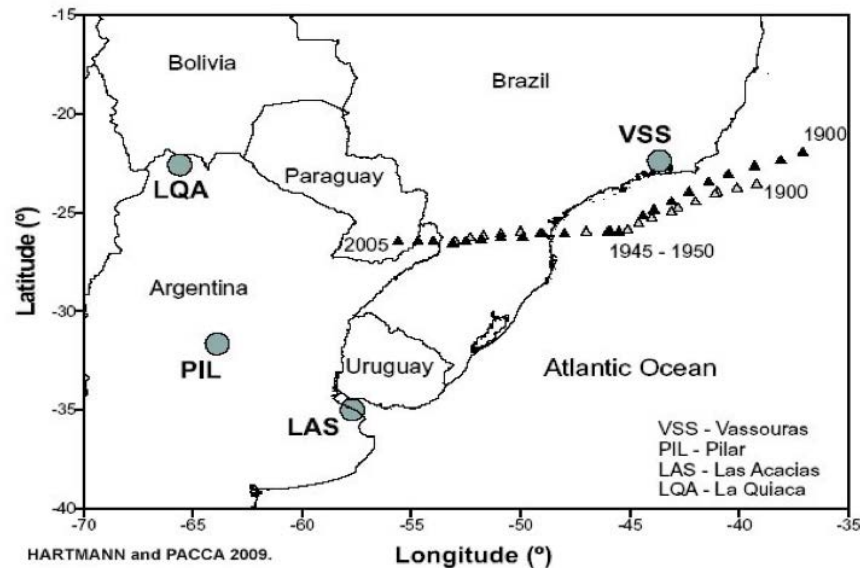 -15
-20
-25
-30
-35
-40
Latitude (º)
Bolivia
Brazil
VSS
1900
LQA
Paraguay
1900
2005
1945 - 1950
Argentina
PIL
Uruguay
Atlantic Ocean
LAS
VSS - Vassouras
PIL - Pilar
LAS - Las Acacias
LQA - La Quiaca
-70
-65
-60
-55
-50
-45
-40
-35
HARTMANN and PACCA 2009.
Longitude (º)